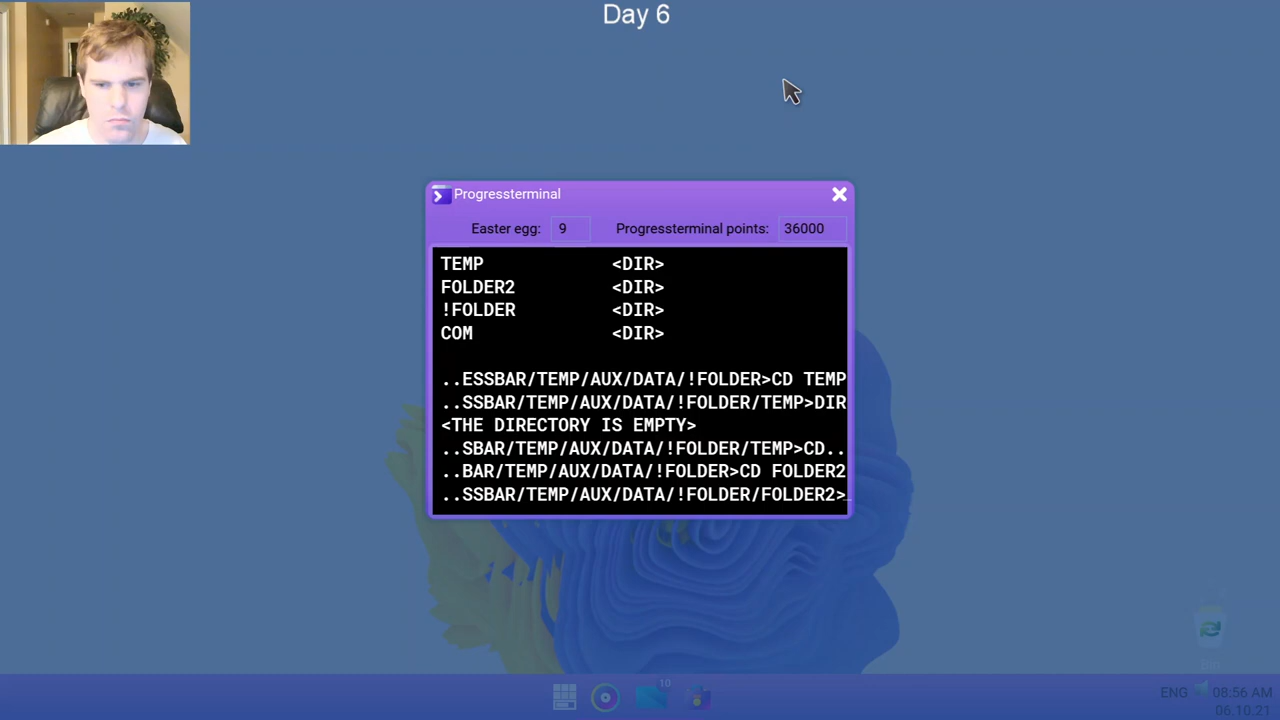 Day 6
Progressterminal
Easter egg: 9 Progressterminal points: 36000
TEMP <DIR>
FOLDER2 <DIR>
!FOLDER <DIR>
COM <DIR>
..ESSBAR/TEMP/AUX/DATA/!FOLDER>CD TEMP
..SSBAR/TEMP/AUX/DATA/!FOLDER/TEMP>DIR
<THE DIRECTORY IS EMPTY>
..SBAR/TEMP/AUX/DATA/!FOLDER/TEMP>CD..
..BAR/TEMP/AUX/DATA/!FOLDER>CD FOLDER2
..SSBAR/TEMP/AUX/DATA/!FOLDER/FOLDER2>_
Bin
10
ENG 08:56 AM
06.10.21